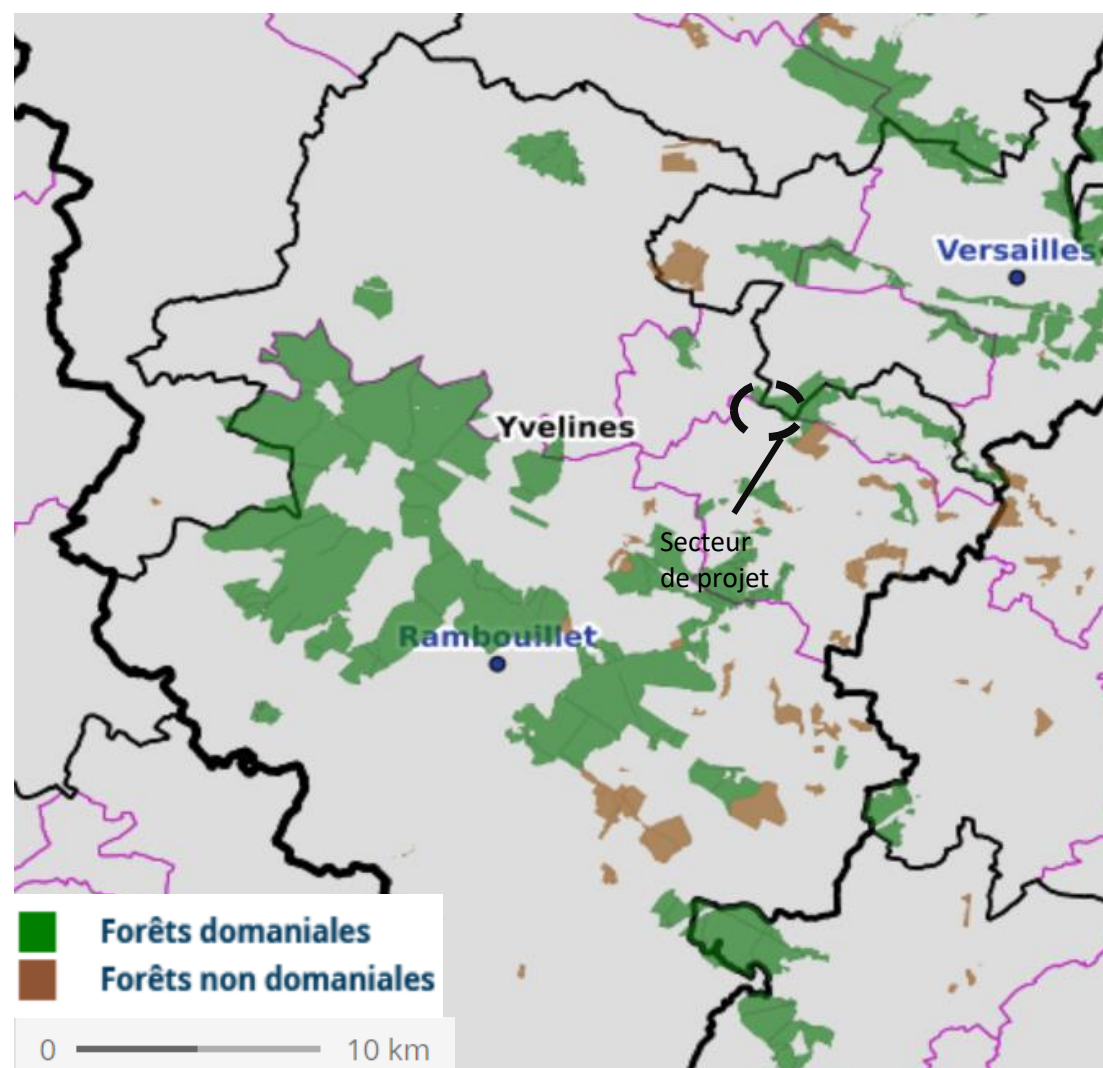 Versailles
Yvelines
Secteur
de projet
Rambouillet
Forêts domaniales
Forêts non domaniales
0 10 km